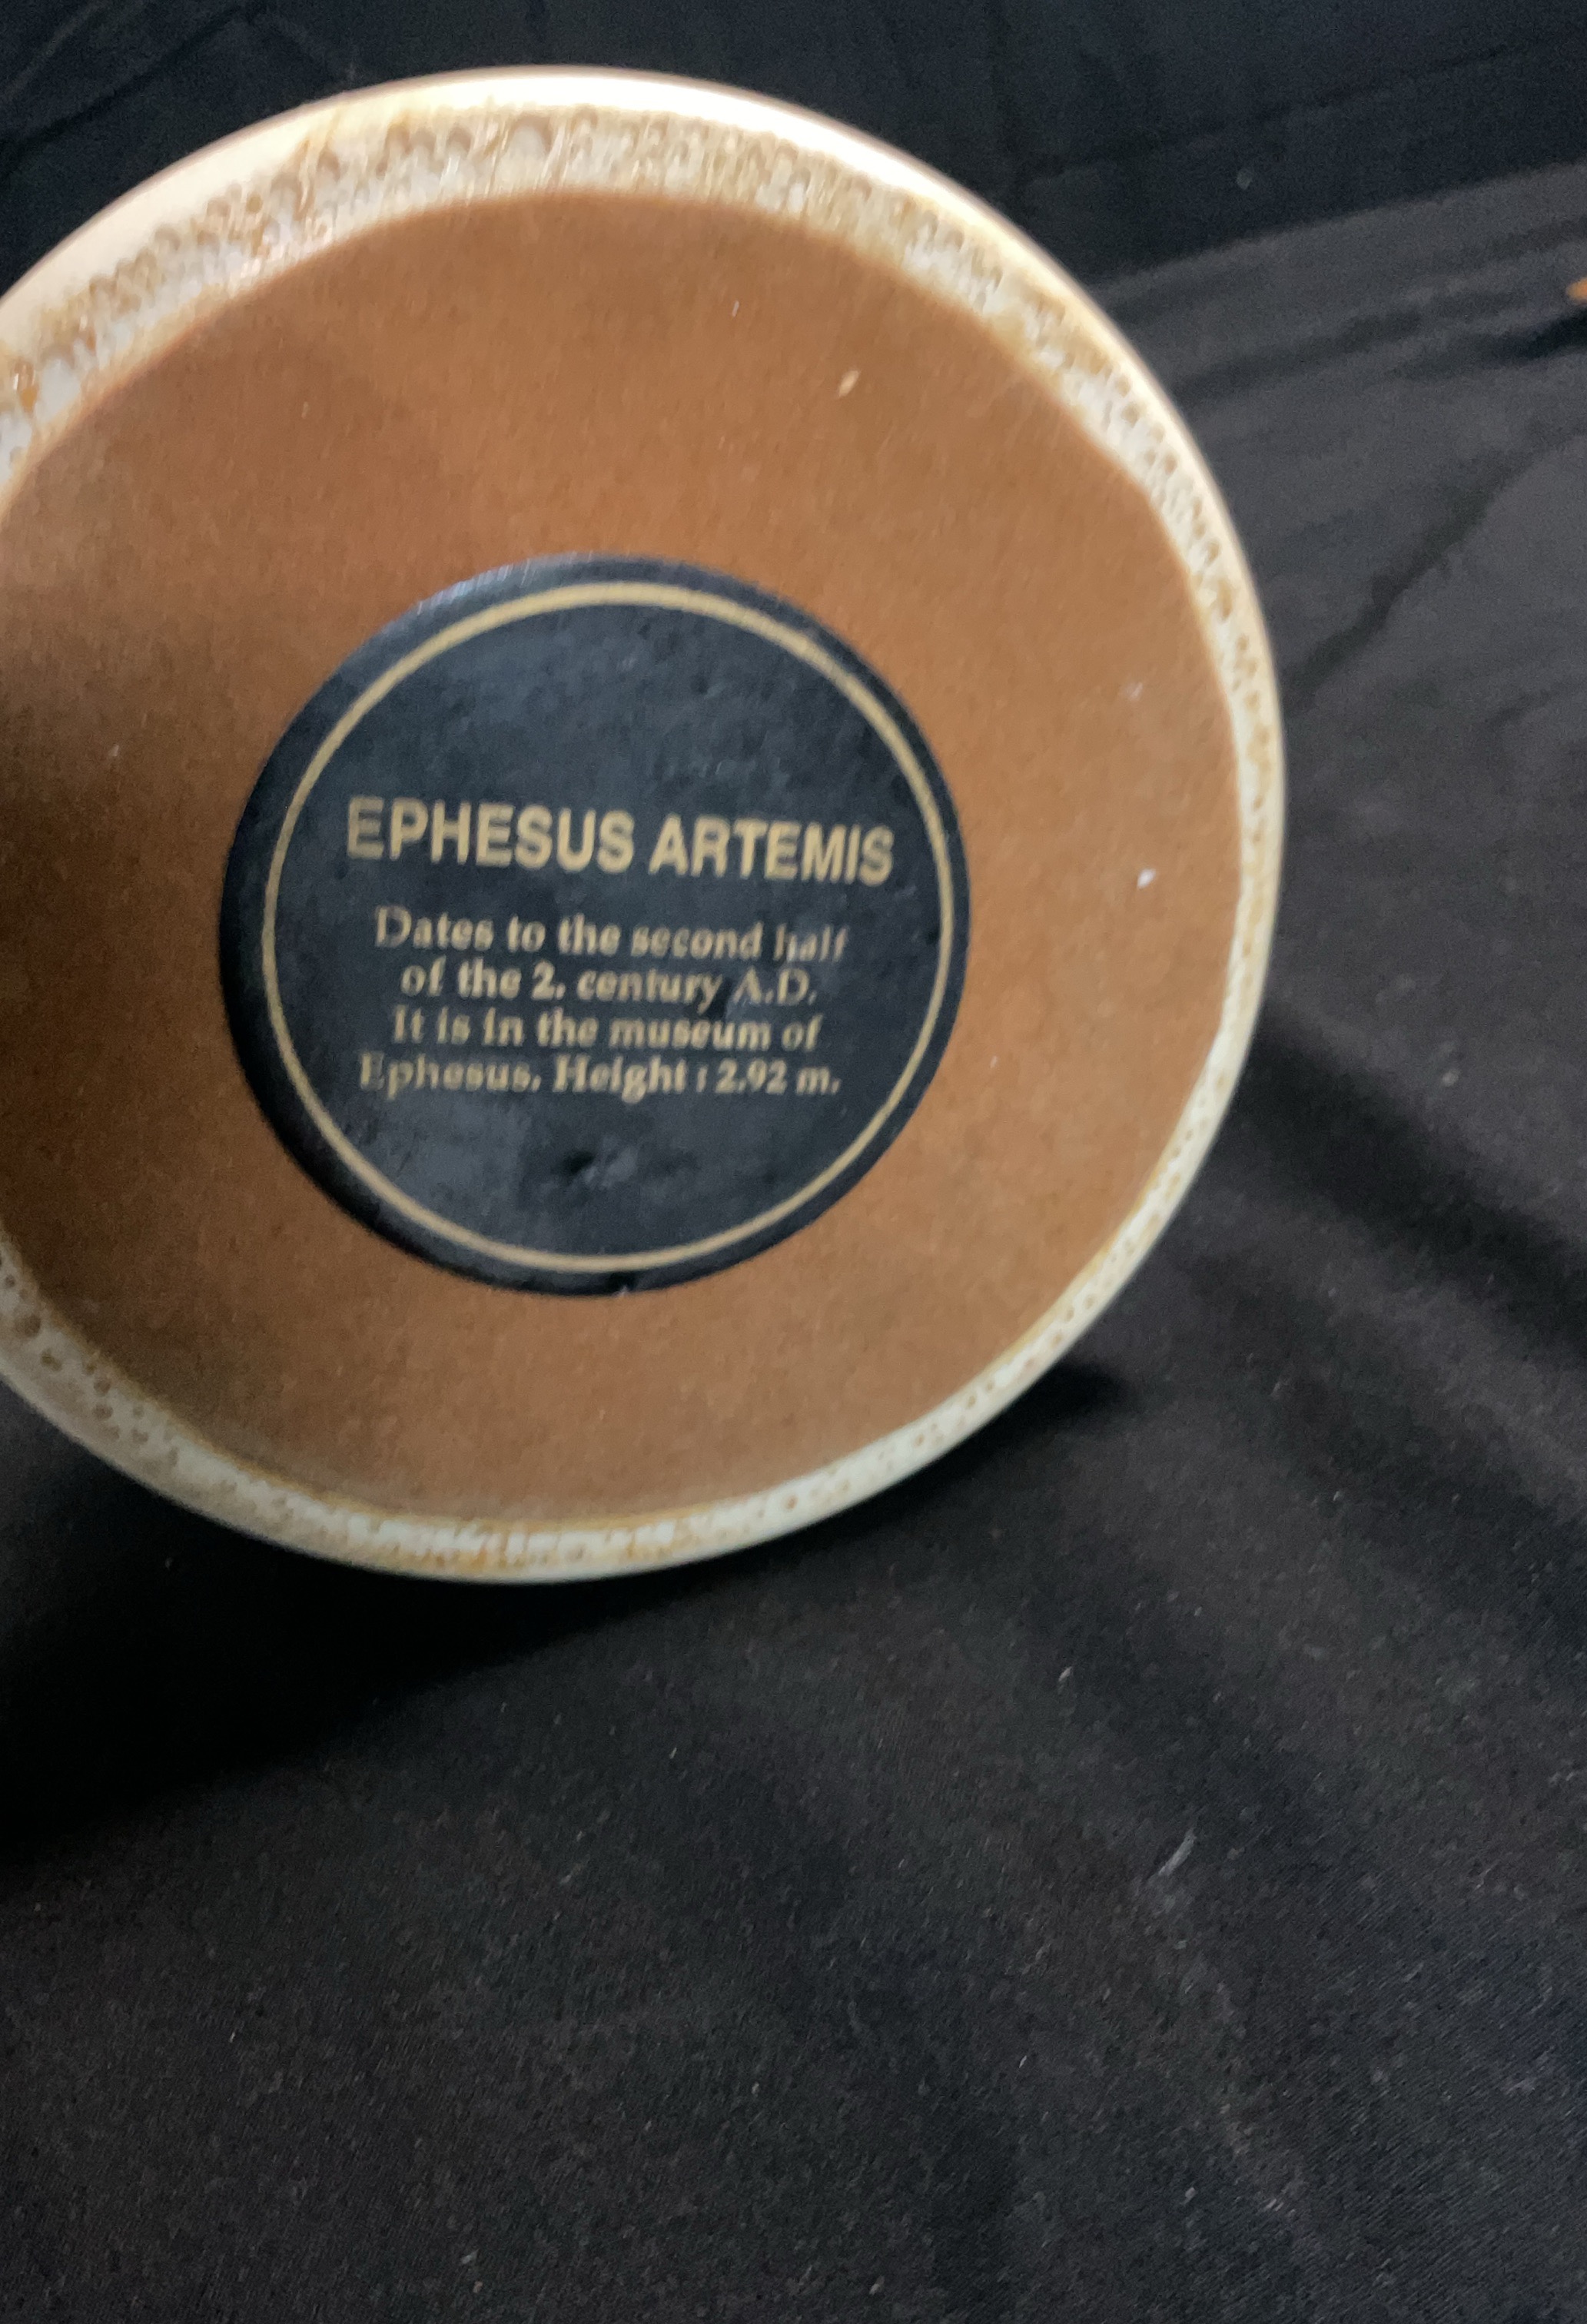 EPHESUS ARTEMIS
Dates to the second half
of the 2. century A.D.
It is in the museum of
Ephesus. Height : 2.92 m.